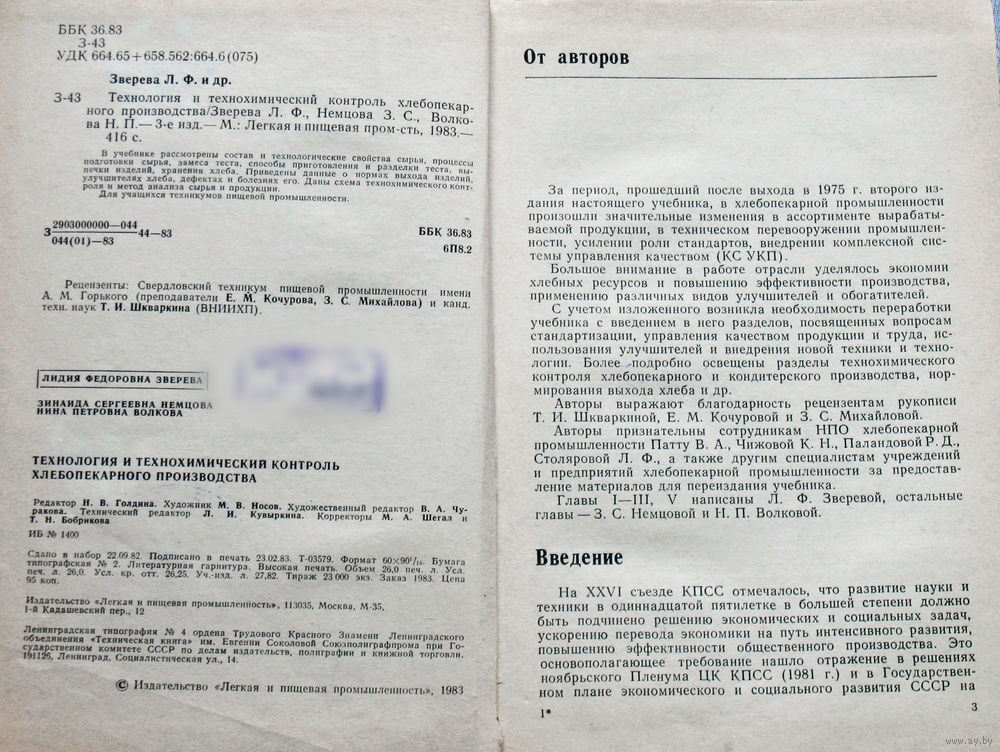 ББК 36.83
З-43
УДК 664.65+658.562:664.6(075)
Зверева Л. Ф. и др.
З-43 Технология и технохимический контроль хлебопекар-
ного производства/Зверева Л. Ф., Немцова З. С., Волко-
ва Н. П.— 3-е изд.— М.: Легкая и пищевая пром-сть, 1983.—
416 с.
В учебнике рассмотрены состав и технологические свойства сырья, процессы
подготовки сырья, замеса теста, способы приготовления и разделки теста, вы-
печки изделий, хранения хлеба. Приведены данные о нормах выхода изделий,
улучшителях хлеба, дефектах и болезнях его. Даны схема технохимического конт-
роля и метод анализа сырья и продукции.
Для учащихся техникумов пищевой промышленности.
2903000000—044
З 44—83 ББК 36.83
044(01)—83 6П8.2
Рецензенты: Свердловский техникум пищевой промышленности имени
А. М. Горького (преподаватели Е. М. Кочурова, З. С. Михайлова) и канд.
техн. наук Т. И. Шкваркина (ВНИИХП).
ЛИДИЯ ФЕДОРОВНА ЗВЕРЕВА
ЗИНАИДА СЕРГЕЕВНА НЕМЦОВА
НИНА ПЕТРОВНА ВОЛКОВА
ТЕХНОЛОГИЯ И ТЕХНОХИМИЧЕСКИЙ КОНТРОЛЬ
ХЛЕБОПЕКАРНОГО ПРОИЗВОДСТВА
Редактор Н. В. Голдина. Художник М. В. Носов. Художественный редактор В. А. Чу-
ракова. Технический редактор Л. И. Кувыркина. Корректоры М. А. Шегал и
Т. Н. Бобрикова
ИБ № 1400
Сдано в набор 22.09.82. Подписано в печать 23.02.83. Т-03579. Формат 60×90¹/₁₆. Бумага
типографская № 2. Литературная гарнитура. Высокая печать. Объем 26,0 печ. л. Усл.
печ. л. 26,0. Усл. кр. отт. 26,25. Уч.-изд. л. 27,82. Тираж 23 000 экз. Заказ 1983. Цена
95 коп.
Издательство «Легкая и пищевая промышленность», 113035, Москва, М-35,
1-й Кадашевский пер., 12
Ленинградская типография № 4 ордена Трудового Красного Знамени Ленинградского
объединения «Техническая книга» им. Евгении Соколовой Союзполиграфпрома при Го-
сударственном комитете СССР по делам издательств, полиграфии и книжной торговли.
191126, Ленинград, Социалистическая ул., 14.
© Издательство «Легкая и пищевая промышленность», 1983
От авторов
За период, прошедший после выхода в 1975 г. второго из-
дания настоящего учебника, в хлебопекарной промышленности
произошли значительные изменения в ассортименте вырабаты-
ваемой продукции, в техническом перевооружении промышлен-
ности, усилении роли стандартов, внедрении комплексной сис-
темы управления качеством (КС УКП).
Большое внимание в работе отрасли уделялось экономии
хлебных ресурсов и повышению эффективности производства,
применению различных видов улучшителей и обогатителей.
С учетом изложенного возникла необходимость переработки
учебника с введением в него разделов, посвященных вопросам
стандартизации, управления качеством продукции и труда, ис-
пользования улучшителей и внедрения новой техники и техно-
логии. Более подробно освещены разделы технохимического
контроля хлебопекарного и кондитерского производства, нор-
мирования выхода хлеба и др.
Авторы выражают благодарность рецензентам рукописи
Т. И. Шкваркиной, Е. М. Кочуровой и З. С. Михайловой.
Авторы признательны сотрудникам НПО хлебопекарной
промышленности Патту В. А., Чижовой К. Н., Паландовой Р. Д.,
Столяровой Л. Ф., а также другим специалистам учреждений
и предприятий хлебопекарной промышленности за предостав-
ление материалов для переиздания учебника.
Главы I—III, V написаны Л. Ф. Зверевой, остальные
главы — З. С. Немцовой и Н. П. Волковой.
Введение
На XXVI съезде КПСС отмечалось, что развитие науки и
техники в одиннадцатой пятилетке в большей степени должно
быть подчинено решению экономических и социальных задач,
ускорению перевода экономики на путь интенсивного развития,
повышению эффективности общественного производства. Это
основополагающее требование нашло отражение в решениях
ноябрьского Пленума ЦК КПСС (1981 г.) и в Государствен-
ном плане экономического и социального развития СССР на
1* 3
www.ay.by